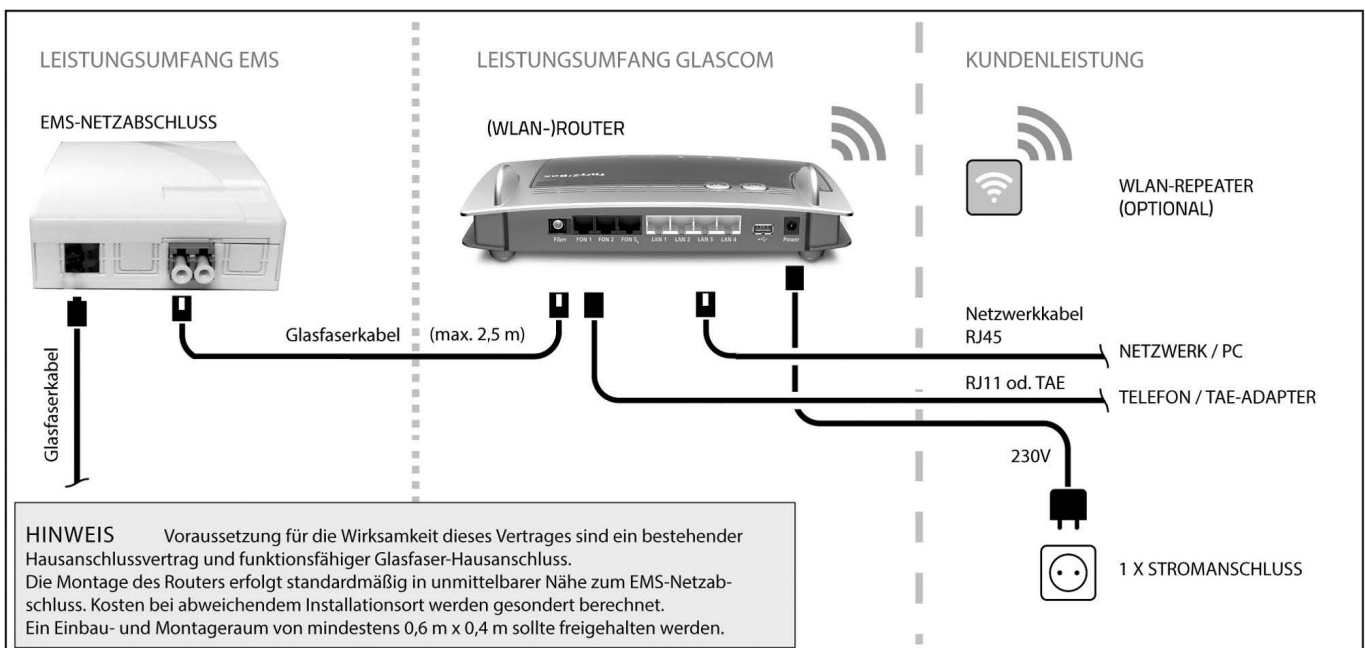 LEISTUNGSUMFANG EMS
LEISTUNGSUMFANG GLASCOM
KUNDENLEISTUNG
EMS-NETZABSCHLUSS
(WLAN-)ROUTER
WLAN-REPEATER
(OPTIONAL)
FRITZ!Box
Fiber FON 1 FON 2 FON S₀ LAN 1 LAN 2 LAN 3 LAN 4 Power
Glasfaserkabel
Glasfaserkabel (max. 2,5 m)
Netzwerkkabel
RJ45
NETZWERK / PC
RJ11 od. TAE
TELEFON / TAE-ADAPTER
230V
1 X STROMANSCHLUSS
HINWEIS Voraussetzung für die Wirksamkeit dieses Vertrages sind ein bestehender
Hausanschlussvertrag und funktionsfähiger Glasfaser-Hausanschluss.
Die Montage des Routers erfolgt standardmäßig in unmittelbarer Nähe zum EMS-Netzab-
schluss. Kosten bei abweichendem Installationsort werden gesondert berechnet.
Ein Einbau- und Montageraum von mindestens 0,6 m x 0,4 m sollte freigehalten werden.